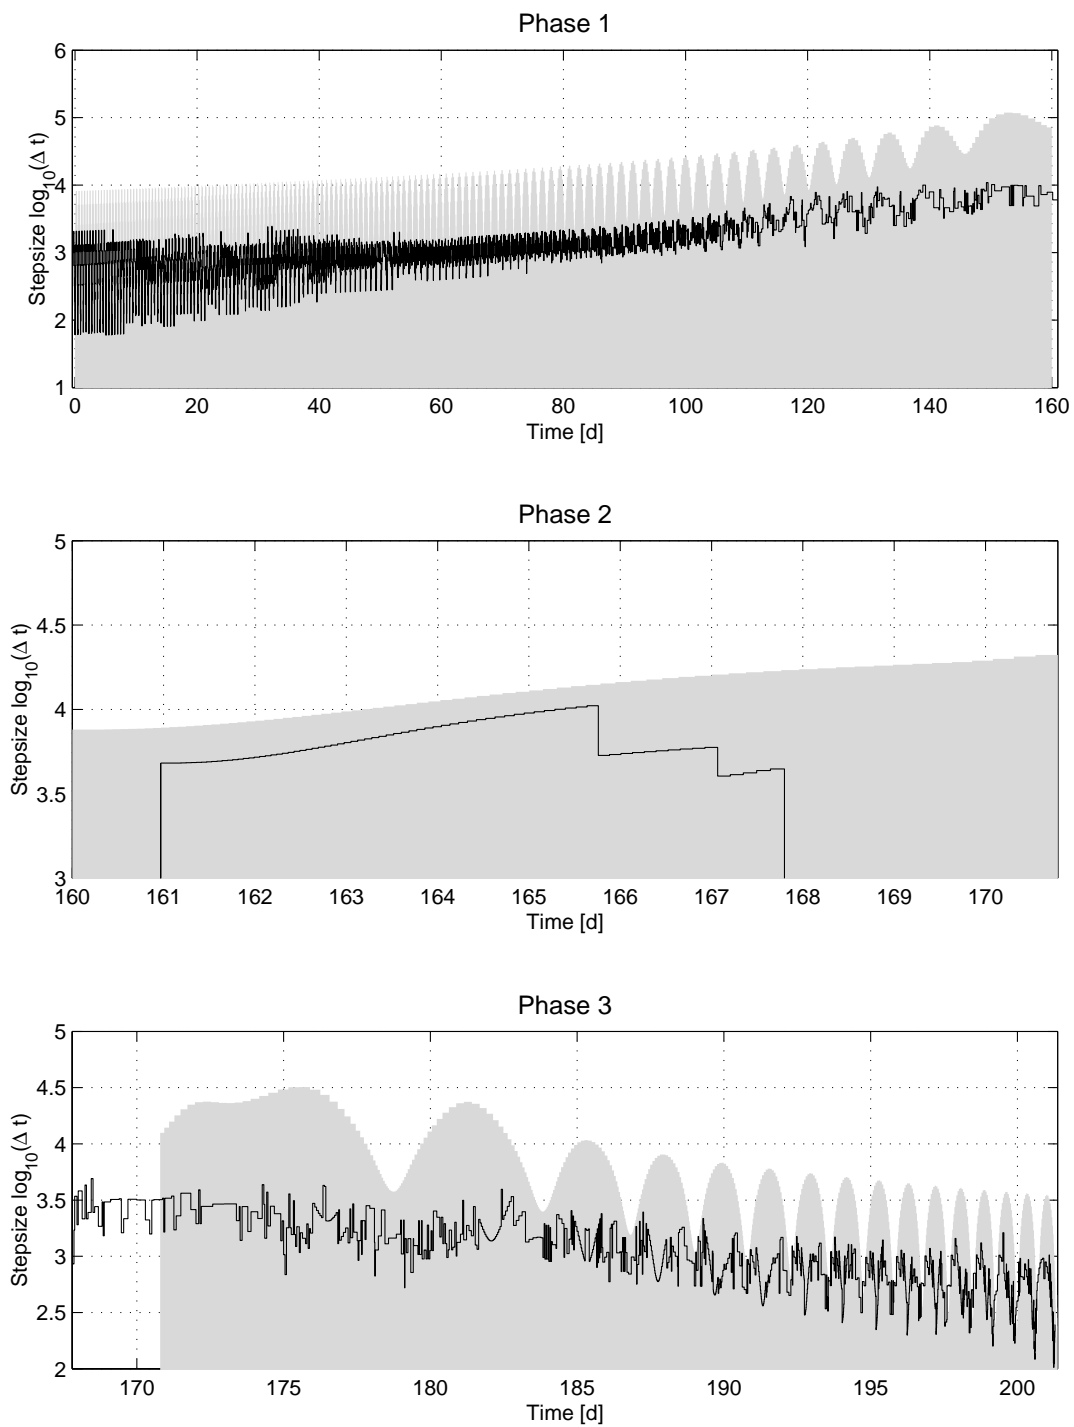 Phase 1
Stepsize log10(Δ t)
6
5
4
3
2
1
0 20 40 60 80 100 120 140 160
Time [d]
Phase 2
Stepsize log10(Δ t)
5
4.5
4
3.5
3
160 161 162 163 164 165 166 167 168 169 170
Time [d]
Phase 3
Stepsize log10(Δ t)
5
4.5
4
3.5
3
2.5
2
170 175 180 185 190 195 200
Time [d]